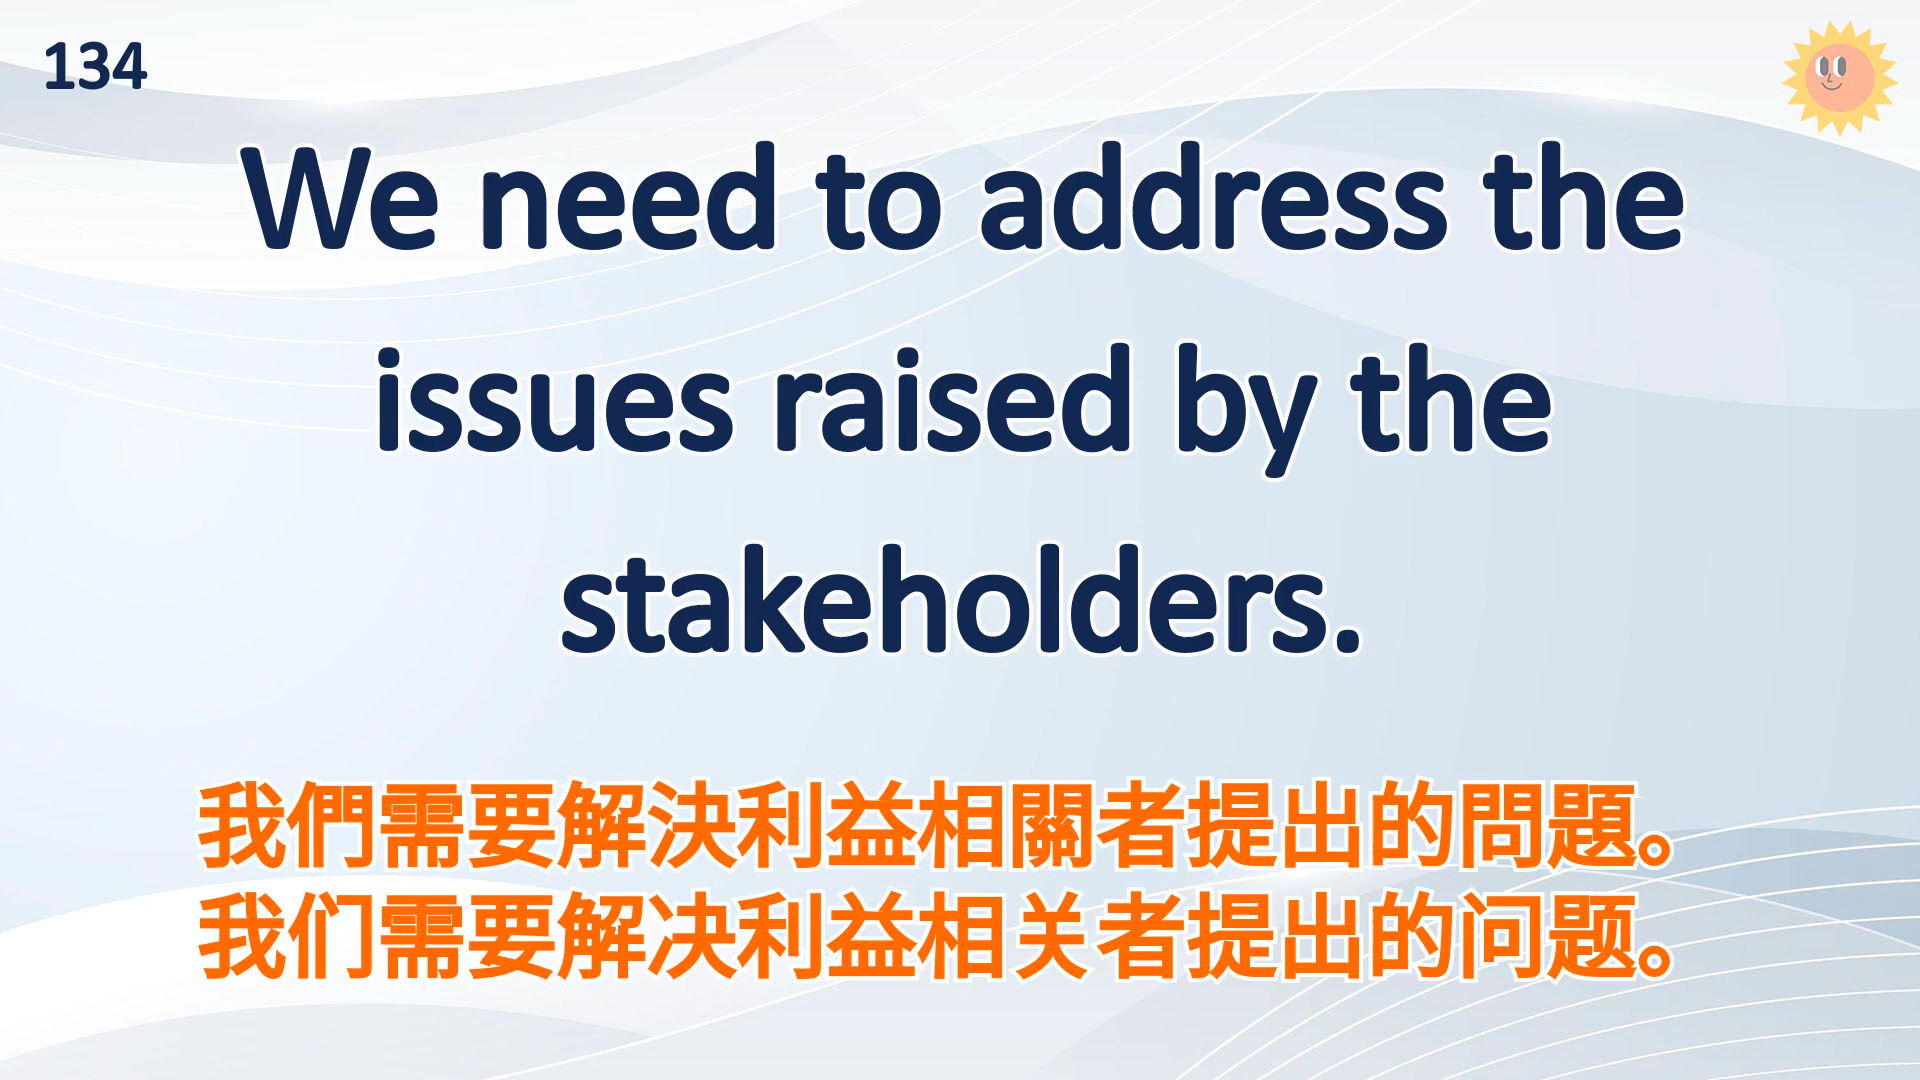 134
We need to address the
issues raised by the
stakeholders.
我們需要解決利益相關者提出的問題。
我们需要解决利益相关者提出的问题。